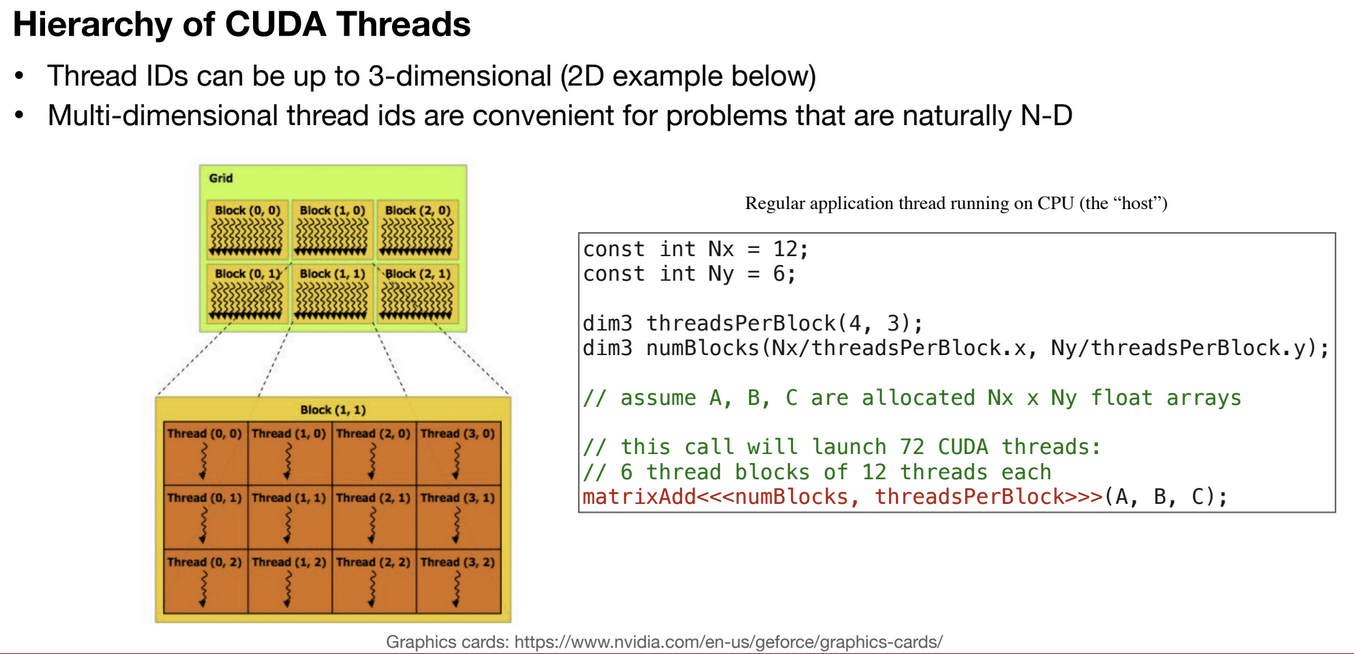 Hierarchy of CUDA Threads
• Thread IDs can be up to 3-dimensional (2D example below)
• Multi-dimensional thread ids are convenient for problems that are naturally N-D
Grid
Block (0, 0) Block (1, 0) Block (2, 0)
Block (0, 1) Block (1, 1) Block (2, 1)
Block (1, 1)
Thread (0, 0) Thread (1, 0) Thread (2, 0) Thread (3, 0)
Thread (0, 1) Thread (1, 1) Thread (2, 1) Thread (3, 1)
Thread (0, 2) Thread (1, 2) Thread (2, 2) Thread (3, 2)
Regular application thread running on CPU (the “host”)
const int Nx = 12;
const int Ny = 6;
dim3 threadsPerBlock(4, 3);
dim3 numBlocks(Nx/threadsPerBlock.x, Ny/threadsPerBlock.y);
// assume A, B, C are allocated Nx x Ny float arrays
// this call will launch 72 CUDA threads:
// 6 thread blocks of 12 threads each
matrixAdd<<<numBlocks, threadsPerBlock>>>(A, B, C);
Graphics cards: https://www.nvidia.com/en-us/geforce/graphics-cards/